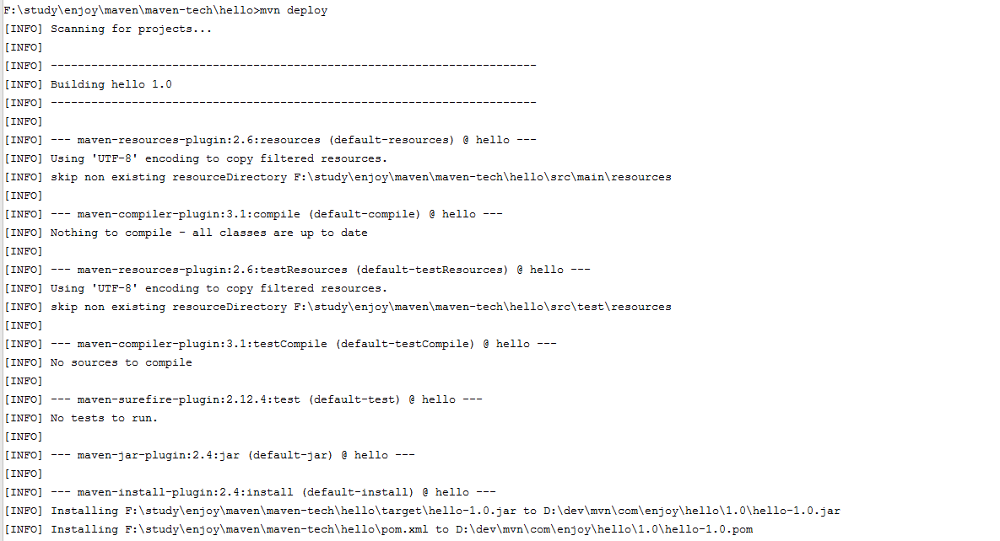 F:\study\enjoy\maven\maven-tech\hello>mvn deploy
[INFO] Scanning for projects...
[INFO]
[INFO] ------------------------------------------------------------------------
[INFO] Building hello 1.0
[INFO] ------------------------------------------------------------------------
[INFO]
[INFO] --- maven-resources-plugin:2.6:resources (default-resources) @ hello ---
[INFO] Using 'UTF-8' encoding to copy filtered resources.
[INFO] skip non existing resourceDirectory F:\study\enjoy\maven\maven-tech\hello\src\main\resources
[INFO]
[INFO] --- maven-compiler-plugin:3.1:compile (default-compile) @ hello ---
[INFO] Nothing to compile - all classes are up to date
[INFO]
[INFO] --- maven-resources-plugin:2.6:testResources (default-testResources) @ hello ---
[INFO] Using 'UTF-8' encoding to copy filtered resources.
[INFO] skip non existing resourceDirectory F:\study\enjoy\maven\maven-tech\hello\src\test\resources
[INFO]
[INFO] --- maven-compiler-plugin:3.1:testCompile (default-testCompile) @ hello ---
[INFO] No sources to compile
[INFO]
[INFO] --- maven-surefire-plugin:2.12.4:test (default-test) @ hello ---
[INFO] No tests to run.
[INFO]
[INFO] --- maven-jar-plugin:2.4:jar (default-jar) @ hello ---
[INFO]
[INFO] --- maven-install-plugin:2.4:install (default-install) @ hello ---
[INFO] Installing F:\study\enjoy\maven\maven-tech\hello\target\hello-1.0.jar to D:\dev\mvn\com\enjoy\hello\1.0\hello-1.0.jar
[INFO] Installing F:\study\enjoy\maven\maven-tech\hello\pom.xml to D:\dev\mvn\com\enjoy\hello\1.0\hello-1.0.pom